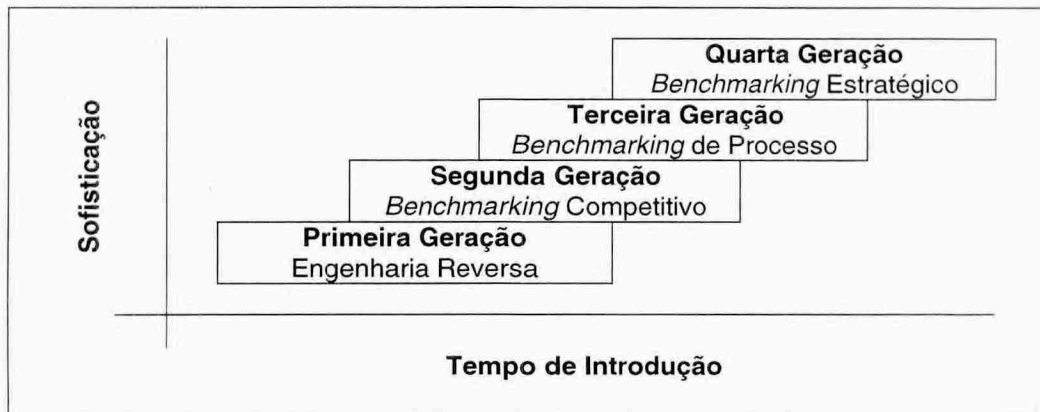 Quarta Geração
Benchmarking Estratégico
Terceira Geração
Benchmarking de Processo
Segunda Geração
Benchmarking Competitivo
Primeira Geração
Engenharia Reversa
Sofisticação
Tempo de Introdução